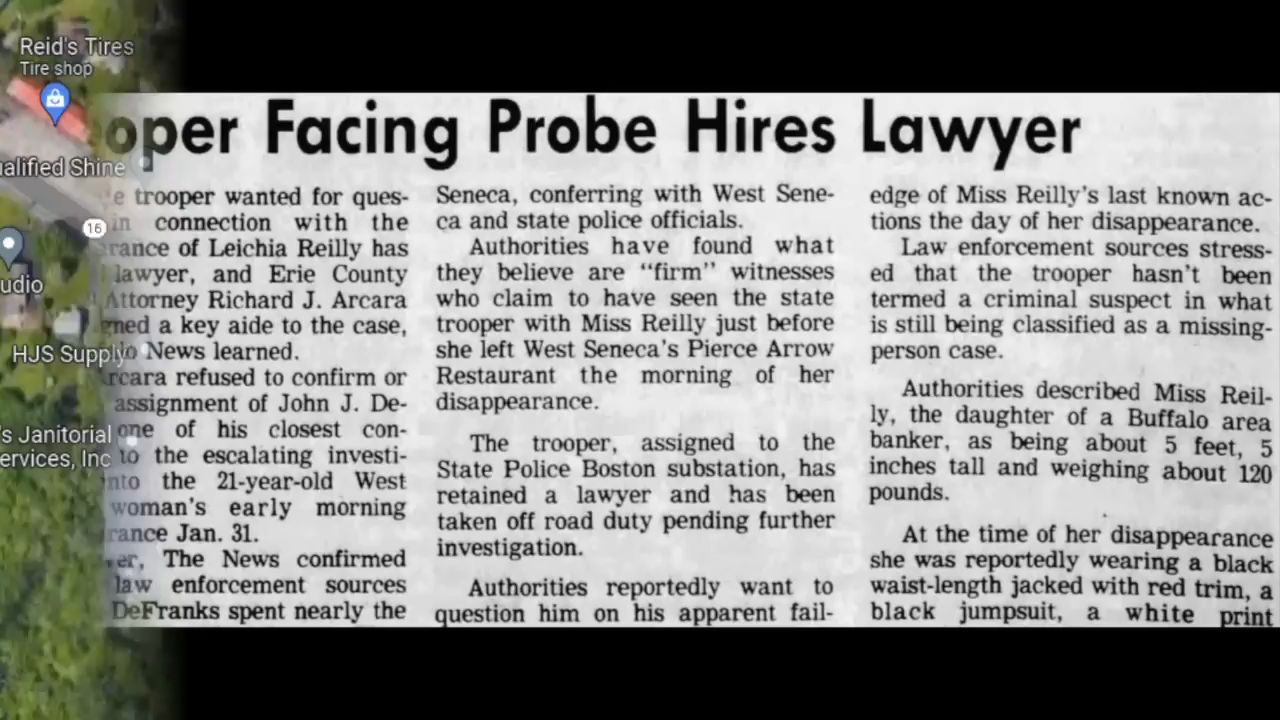 Reid's Tires
Tire shop
alified Shine
16
udio
HJS Supply
's Janitorial
ervices, Inc
oper Facing Probe Hires Lawyer
e trooper wanted for ques-
in connection with the
rance of Leichia Reilly has
lawyer, and Erie County
Attorney Richard J. Arcara
gned a key aide to the case,
o News learned.
rcara refused to confirm or
assignment of John J. De-
one of his closest con-
to the escalating investi-
nto the 21-year-old West
woman's early morning
rance Jan. 31.
er, The News confirmed
law enforcement sources
DeFranks spent nearly the
Seneca, conferring with West Sene-
ca and state police officials.
Authorities have found what
they believe are "firm" witnesses
who claim to have seen the state
trooper with Miss Reilly just before
she left West Seneca's Pierce Arrow
Restaurant the morning of her
disappearance.
The trooper, assigned to the
State Police Boston substation, has
retained a lawyer and has been
taken off road duty pending further
investigation.
Authorities reportedly want to
question him on his apparent fail-
edge of Miss Reilly's last known ac-
tions the day of her disappearance.
Law enforcement sources stress-
ed that the trooper hasn't been
termed a criminal suspect in what
is still being classified as a missing-
person case.
Authorities described Miss Reil-
ly, the daughter of a Buffalo area
banker, as being about 5 feet, 5
inches tall and weighing about 120
pounds.
At the time of her disappearance
she was reportedly wearing a black
waist-length jacked with red trim, a
black jumpsuit, a white print